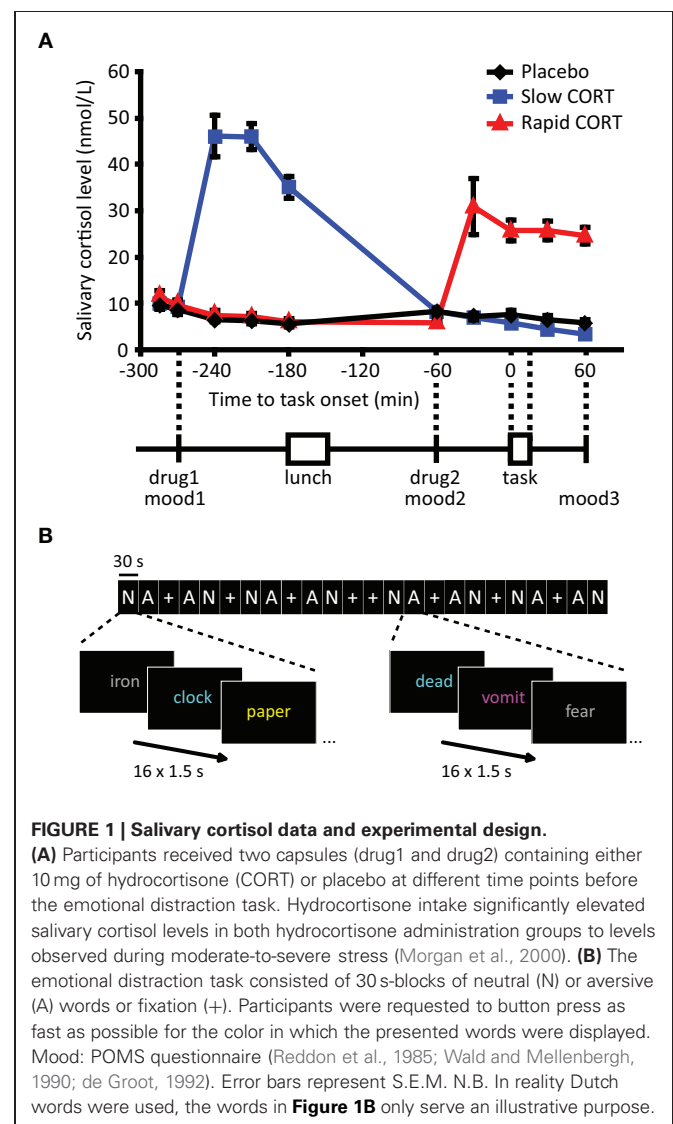 A
Salivary cortisol level (nmol/L)
60
50
40
30
20
10
0
Placebo
Slow CORT
Rapid CORT
-300 -240 -180 -120 -60 0 60
Time to task onset (min)
drug1 lunch drug2 task
mood1 mood2 mood3
B
30 s
N A + A N + N A + A N + + N A + A N + N A + A N
iron clock paper ...
dead vomit fear ...
16 x 1.5 s 16 x 1.5 s
FIGURE 1 | Salivary cortisol data and experimental design.
(A) Participants received two capsules (drug1 and drug2) containing either
10 mg of hydrocortisone (CORT) or placebo at different time points before
the emotional distraction task. Hydrocortisone intake significantly elevated
salivary cortisol levels in both hydrocortisone administration groups to levels
observed during moderate-to-severe stress (Morgan et al., 2000). (B) The
emotional distraction task consisted of 30 s-blocks of neutral (N) or aversive
(A) words or fixation (+). Participants were requested to button press as
fast as possible for the color in which the presented words were displayed.
Mood: POMS questionnaire (Reddon et al., 1985; Wald and Mellenbergh,
1990; de Groot, 1992). Error bars represent S.E.M. N.B. In reality Dutch
words were used, the words in Figure 1B only serve an illustrative purpose.